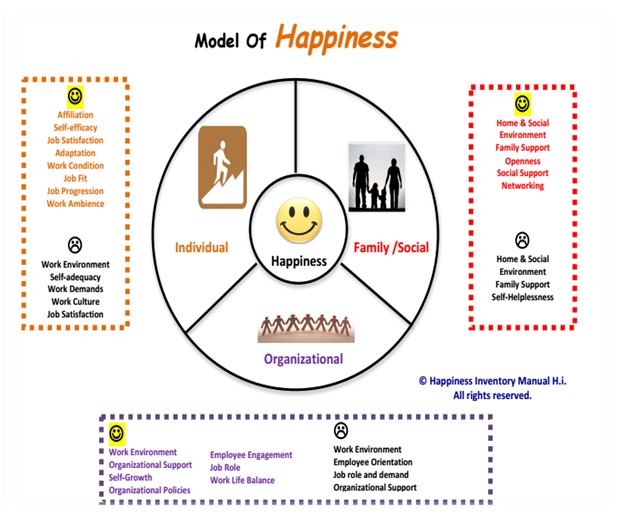 Model Of Happiness
Affiliation
Self-efficacy
Job Satisfaction
Adaptation
Work Condition
Job Fit
Job Progression
Work Ambience
Work Environment
Self-adequacy
Work Demands
Work Culture
Job Satisfaction
Individual
Happiness
Family /Social
Organizational
Home & Social
Environment
Family Support
Openness
Social Support
Networking
Home & Social
Environment
Family Support
Self-Helplessness
© Happiness Inventory Manual H.i.
All rights reserved.
Work Environment
Organizational Support
Self-Growth
Organizational Policies
Employee Engagement
Job Role
Work Life Balance
Work Environment
Employee Orientation
Job role and demand
Organizational Support